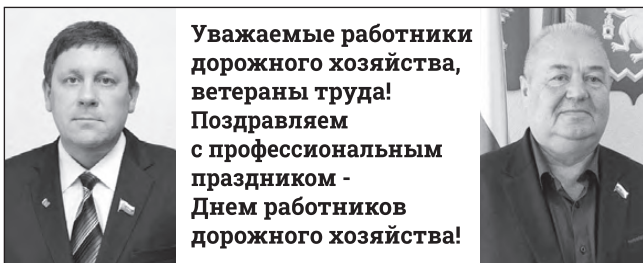 Уважаемые работники
дорожного хозяйства,
ветераны труда!
Поздравляем
с профессиональным
праздником -
Днем работников
дорожного хозяйства!